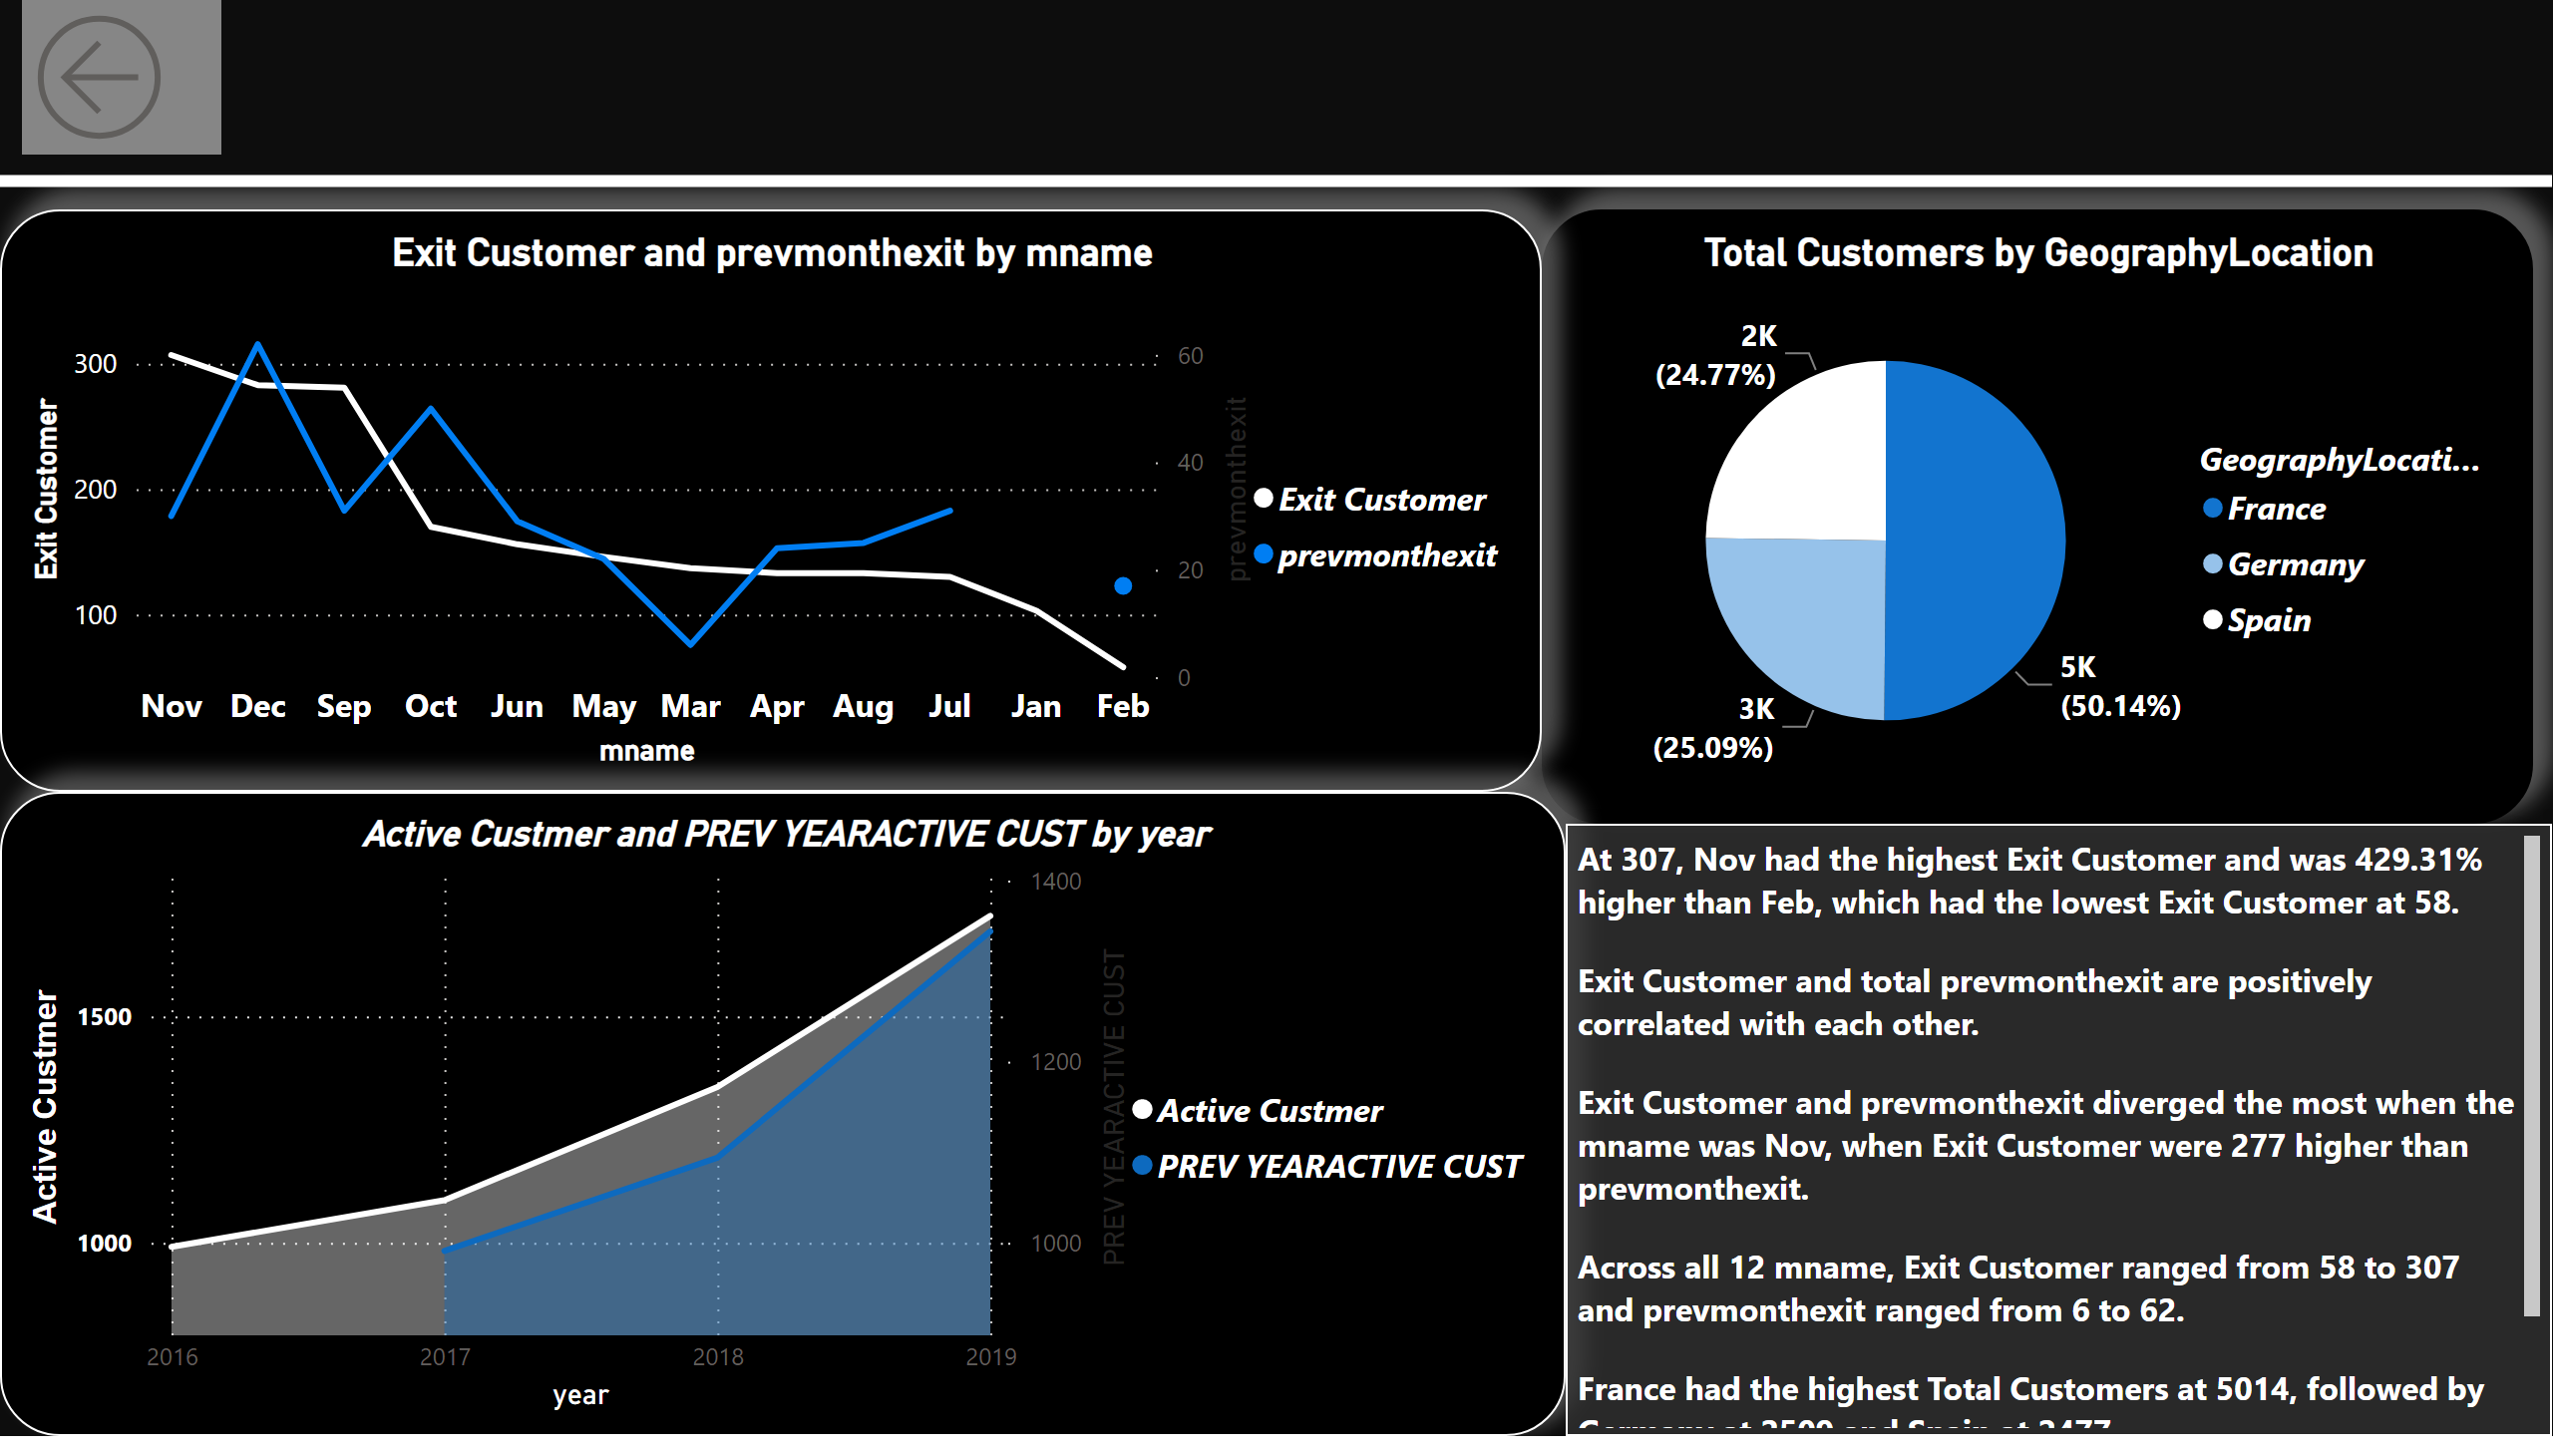 Exit Customer and prevmonthexit by mname
300
200
100
Exit Customer
60
40
20
0
prevmonthexit
Exit Customer
prevmonthexit
Nov Dec Sep Oct Jun May Mar Apr Aug Jul Jan Feb
mname
Total Customers by GeographyLocation
2K
(24.77%)
3K
(25.09%)
5K
(50.14%)
GeographyLocati...
France
Germany
Spain
Active Custmer and PREV YEARACTIVE CUST by year
1500
1000
Active Custmer
1400
1200
1000
PREV YEARACTIVE CUST
Active Custmer
PREV YEARACTIVE CUST
2016 2017 2018 2019
year
At 307, Nov had the highest Exit Customer and was 429.31%
higher than Feb, which had the lowest Exit Customer at 58.
Exit Customer and total prevmonthexit are positively
correlated with each other.
Exit Customer and prevmonthexit diverged the most when the
mname was Nov, when Exit Customer were 277 higher than
prevmonthexit.
Across all 12 mname, Exit Customer ranged from 58 to 307
and prevmonthexit ranged from 6 to 62.
France had the highest Total Customers at 5014, followed by
Germany at 2509 and Spain at 2477